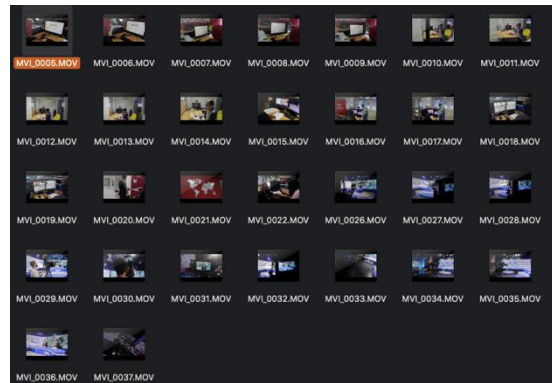 MVI_0005.MOV MVI_0006.MOV MVI_0007.MOV MVI_0008.MOV MVI_0009.MOV MVI_0010.MOV MVI_0011.MOV
MVI_0012.MOV MVI_0013.MOV MVI_0014.MOV MVI_0015.MOV MVI_0016.MOV MVI_0017.MOV MVI_0018.MOV
MVI_0019.MOV MVI_0020.MOV MVI_0021.MOV MVI_0022.MOV MVI_0026.MOV MVI_0027.MOV MVI_0028.MOV
MVI_0029.MOV MVI_0030.MOV MVI_0031.MOV MVI_0032.MOV MVI_0033.MOV MVI_0034.MOV MVI_0035.MOV
MVI_0036.MOV MVI_0037.MOV